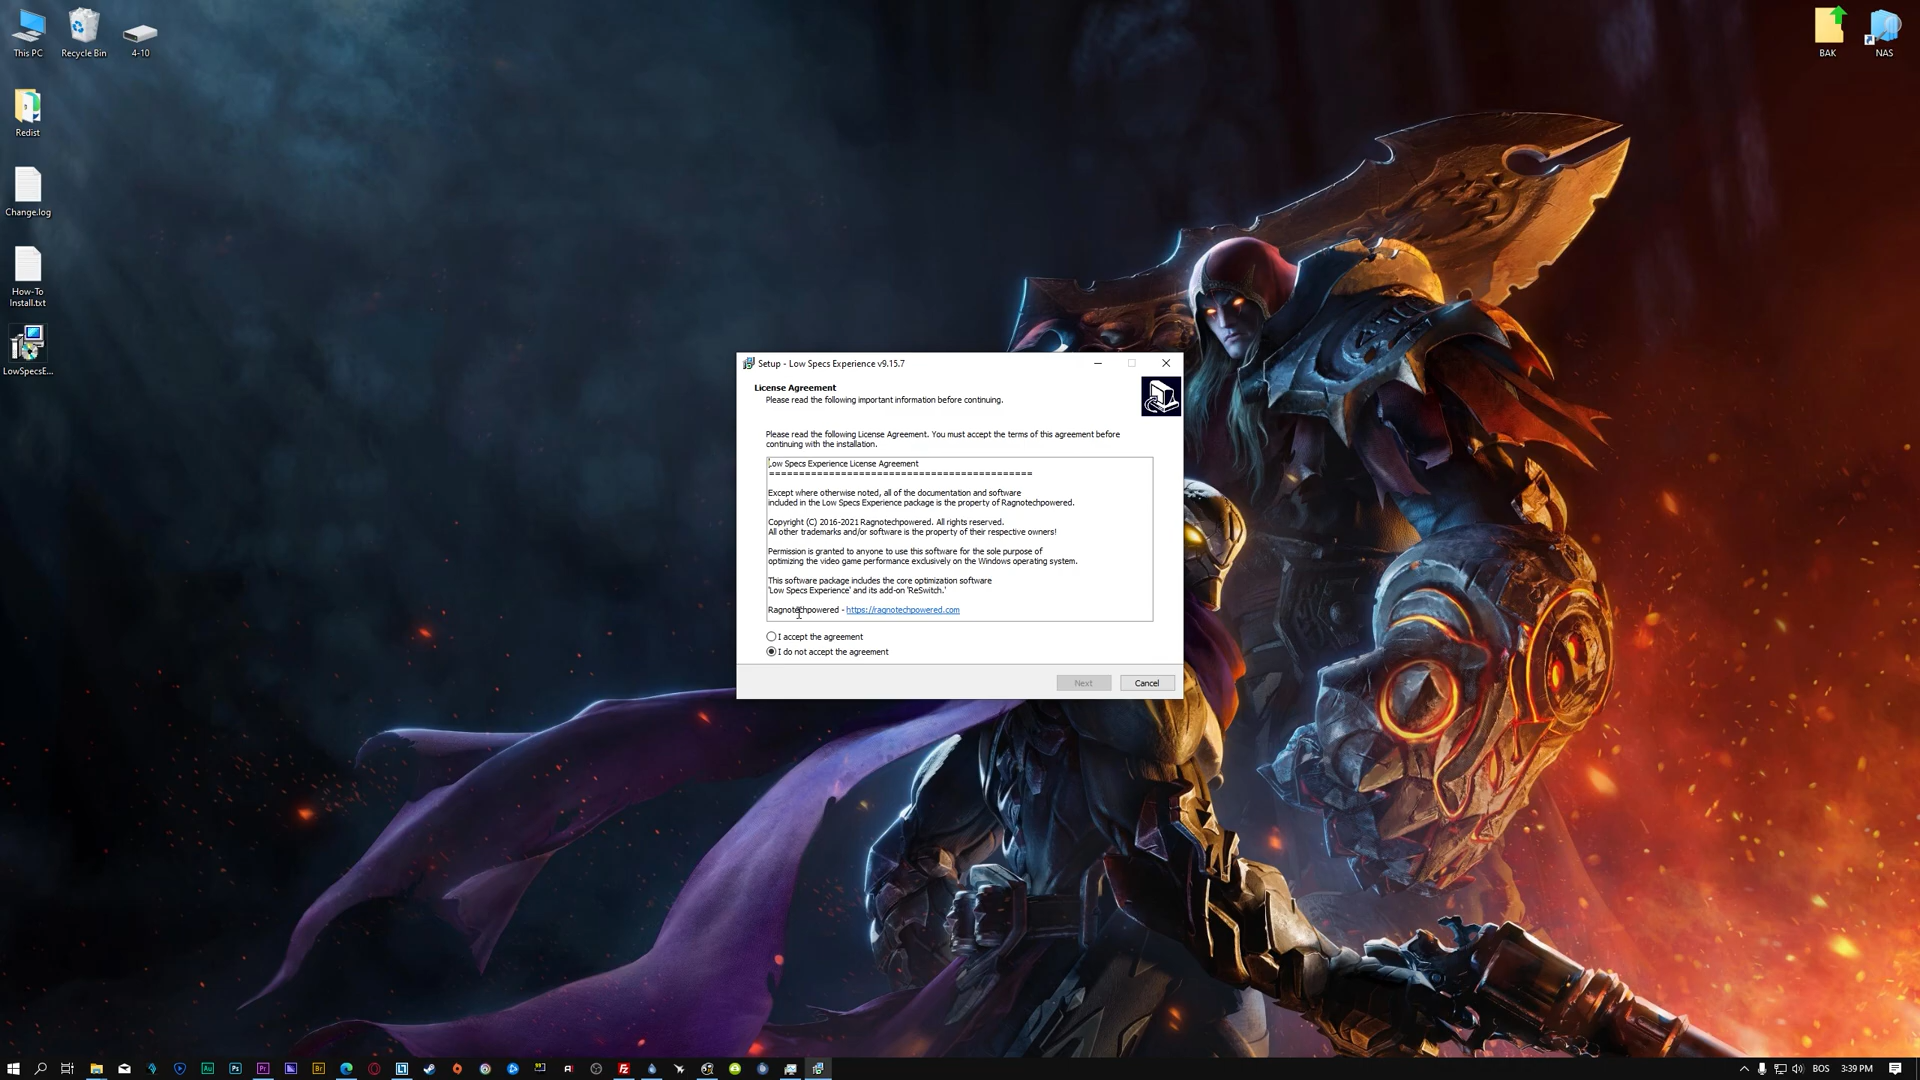 This PC
Recycle Bin
4-10
BAK
NAS
Redist
Change.log
How-To
Install.txt
LowSpecsE...
Setup - Low Specs Experience v9.15.7
License Agreement
Please read the following important information before continuing.
Please read the following License Agreement. You must accept the terms of this agreement before
continuing with the installation.
Low Specs Experience License Agreement
============================================
Except where otherwise noted, all of the documentation and software
included in the Low Specs Experience package is the property of Ragnotechpowered.
Copyright (C) 2016-2021 Ragnotechpowered. All rights reserved.
All other trademarks and/or software is the property of their respective owners!
Permission is granted to anyone to use this software for the sole purpose of
optimizing the video game performance exclusively on the Windows operating system.
This software package includes the core optimization software
'Low Specs Experience' and its add-on 'ReSwitch.'
Ragnotechpowered - https://ragnotechpowered.com
I accept the agreement
I do not accept the agreement
Next
Cancel
Au
Ps
Pr
Br
Fz
BOS
3:39 PM